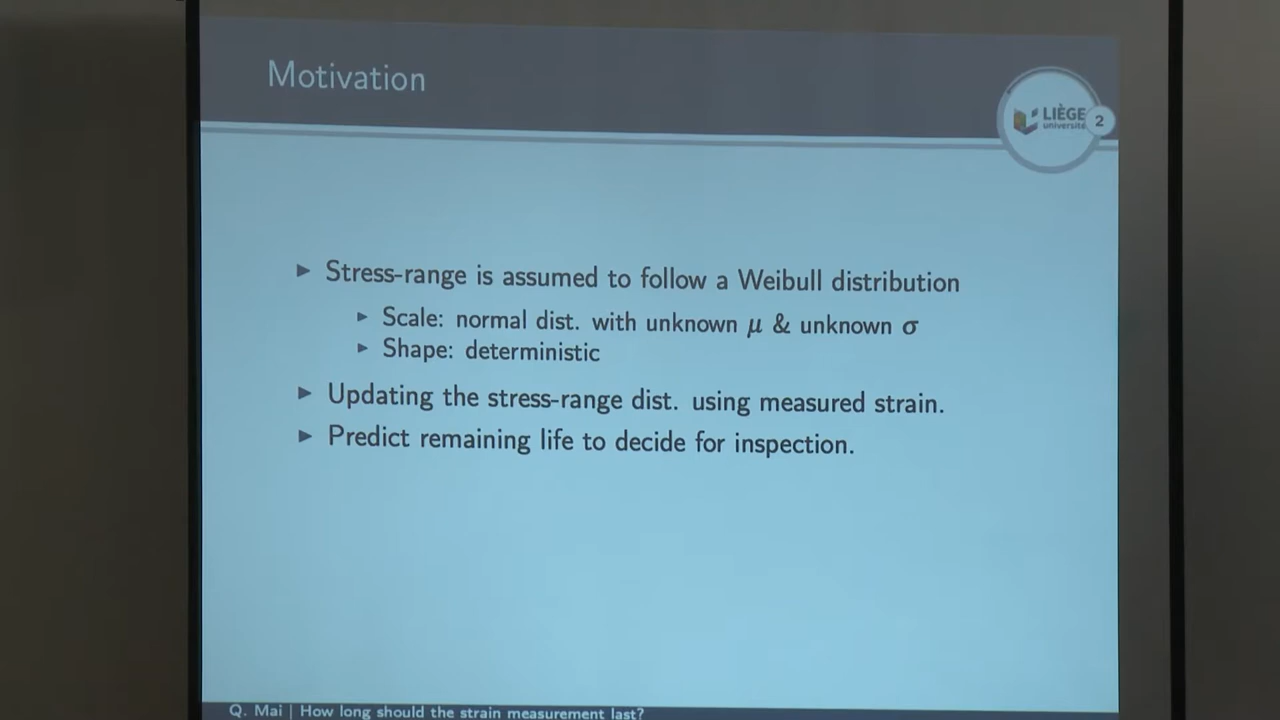 Motivation
LIÈGE
université
2
► Stress-range is assumed to follow a Weibull distribution
► Scale: normal dist. with unknown μ & unknown σ
► Shape: deterministic
► Updating the stress-range dist. using measured strain.
► Predict remaining life to decide for inspection.
Q. Mai | How long should the strain measurement last?